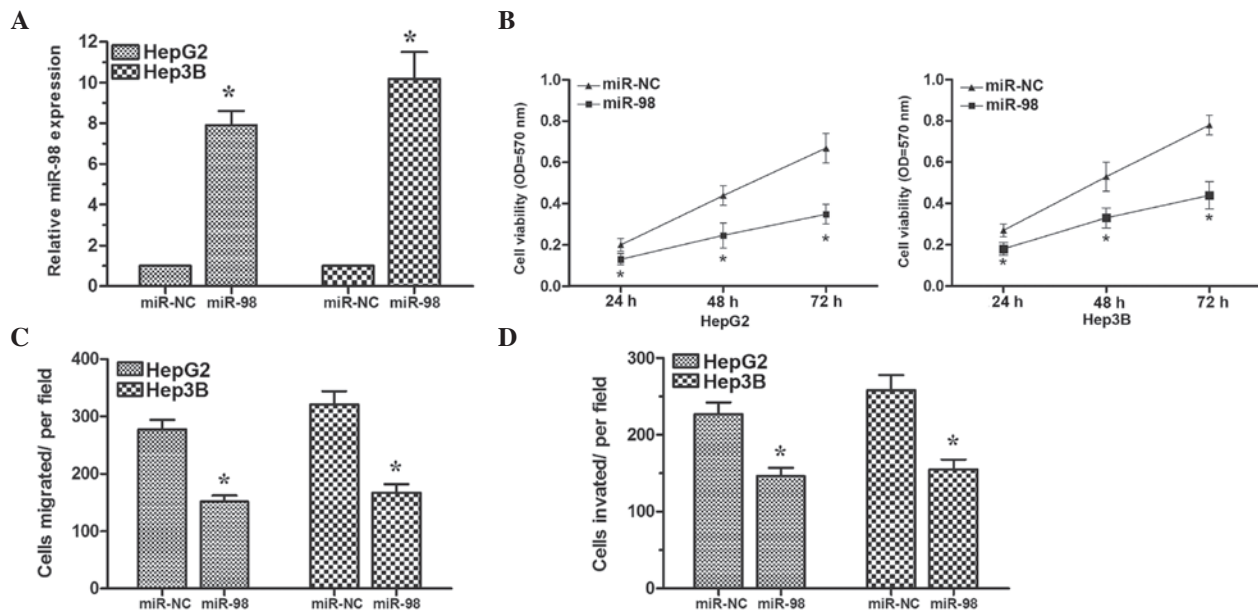 A
Relative miR-98 expression
12
10
8
6
4
2
1
0
HepG2
Hep3B
*
*
miR-NC
miR-98
miR-NC
miR-98
B
Cell viability (OD=570 nm)
1.0
0.8
0.6
0.4
0.2
0.0
miR-NC
miR-98
*
*
*
24 h
48 h
72 h
HepG2
Cell viability (OD=570 nm)
1.0
0.8
0.6
0.4
0.2
0.0
miR-NC
miR-98
*
*
*
24 h
48 h
72 h
Hep3B
C
Cells migrated/ per field
400
300
200
100
0
HepG2
Hep3B
*
*
miR-NC
miR-98
miR-NC
miR-98
D
Cells invated/ per field
300
200
100
0
HepG2
Hep3B
*
*
miR-NC
miR-98
miR-NC
miR-98